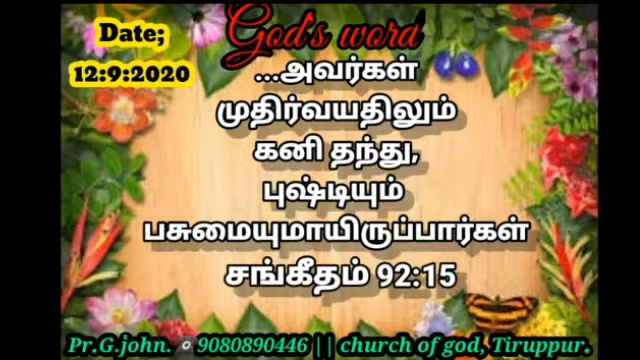 Date;
12:9:2020
God's word
...அவர்கள்
முதிர்வயதிலும்
கனி தந்து,
புஷ்டியும்
பசுமையுமாயிருப்பார்கள்
சங்கீதம் 92:15
Pr.G.john. 9080890446 || church of god, Tiruppur.